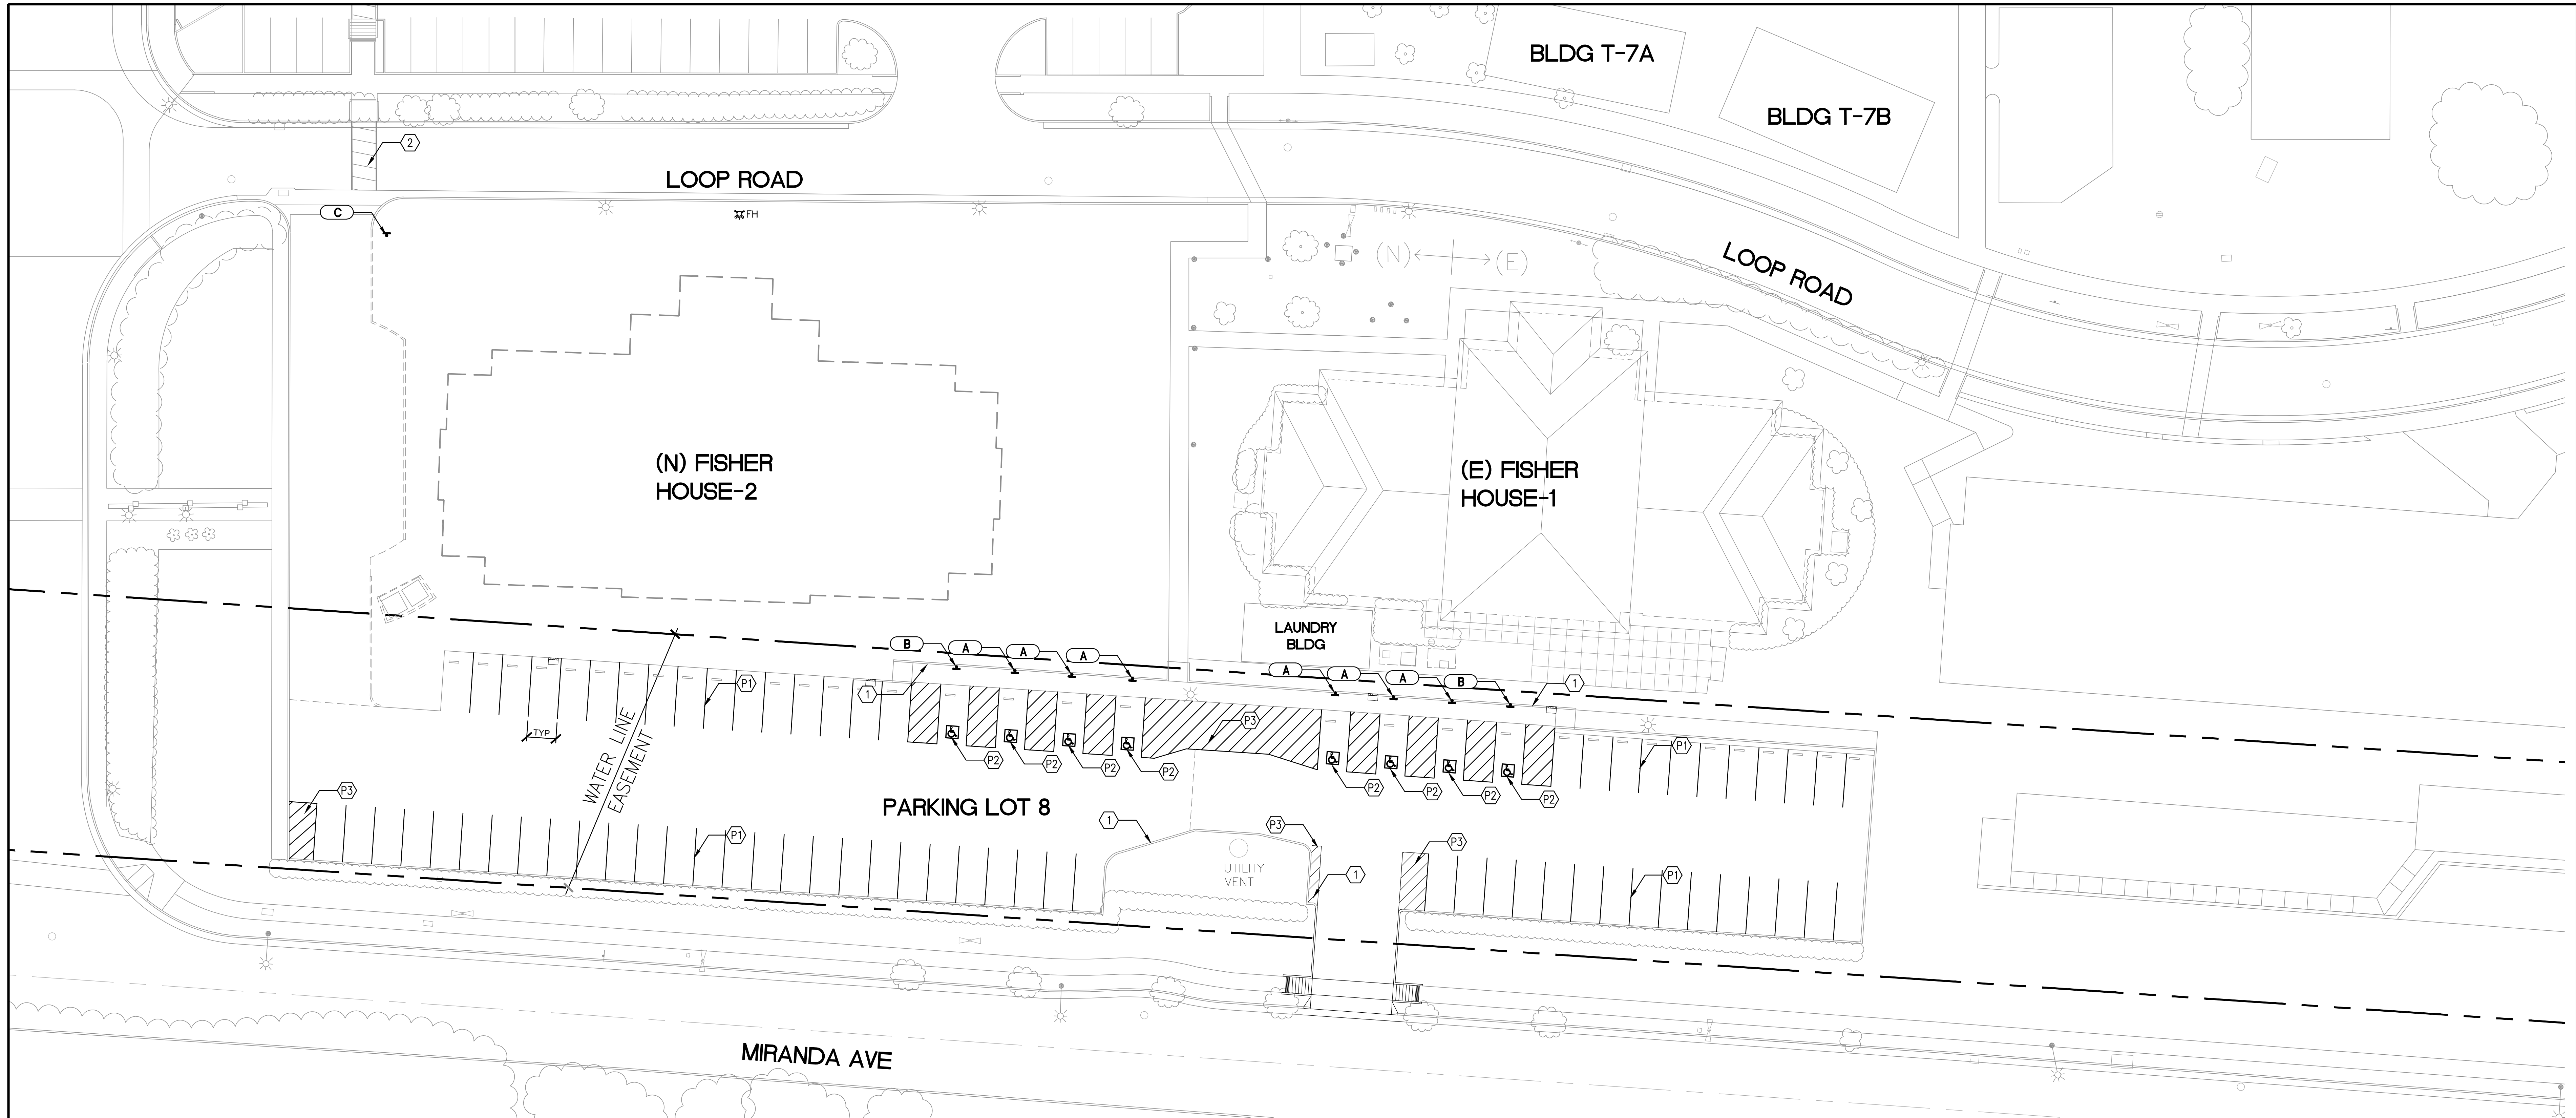 BLDG T-7A
BLDG T-7B
2
LOOP ROAD
C
FH
(N)
(E)
LOOP ROAD
(N) FISHER
HOUSE-2
(E) FISHER
HOUSE-1
LAUNDRY
BLDG
B
A
A
A
A
A
A
B
1
1
P1
P3
P1
TYP
WATER LINE
EASEMENT
P2
P2
P2
P2
P2
P2
P2
P2
P3
PARKING LOT 8
P1
1
P3
P3
UTILITY
VENT
1
P1
MIRANDA AVE